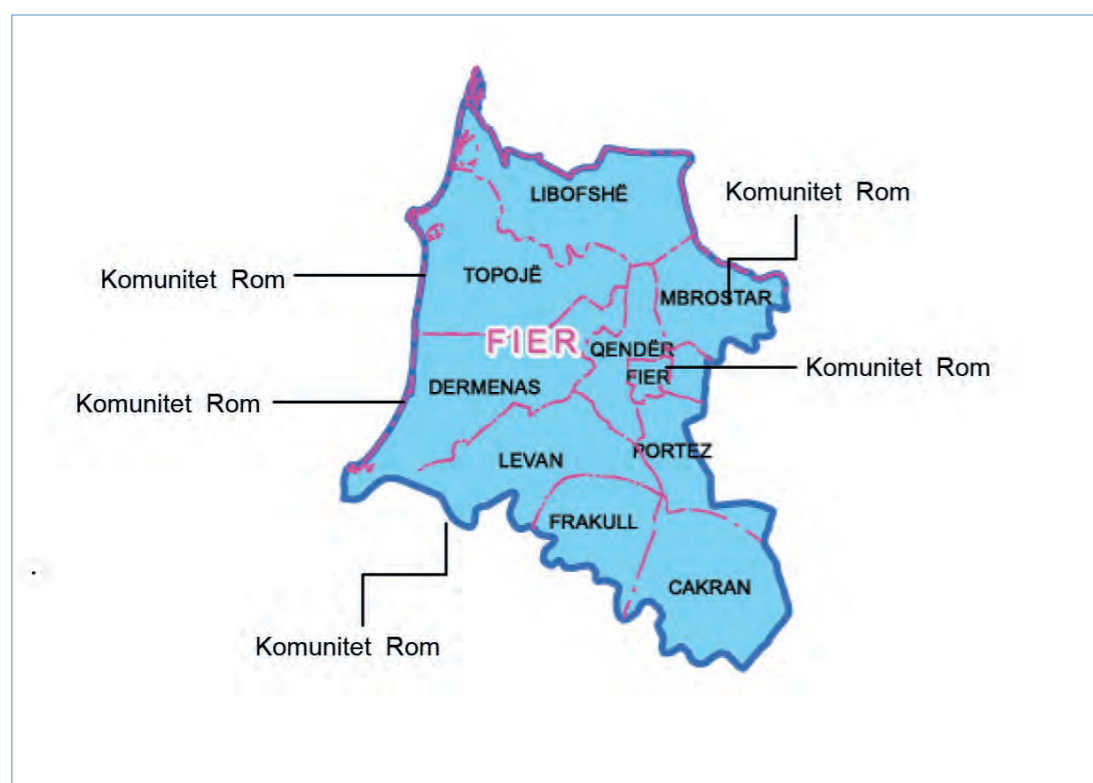 LIBOFSHË
Komunitet Rom
Komunitet Rom
TOPOJË
MBROSTAR
FIER
QENDËR
Komunitet Rom
FIER
DERMENAS
Komunitet Rom
PORTEZ
LEVAN
FRAKULL
CAKRAN
Komunitet Rom